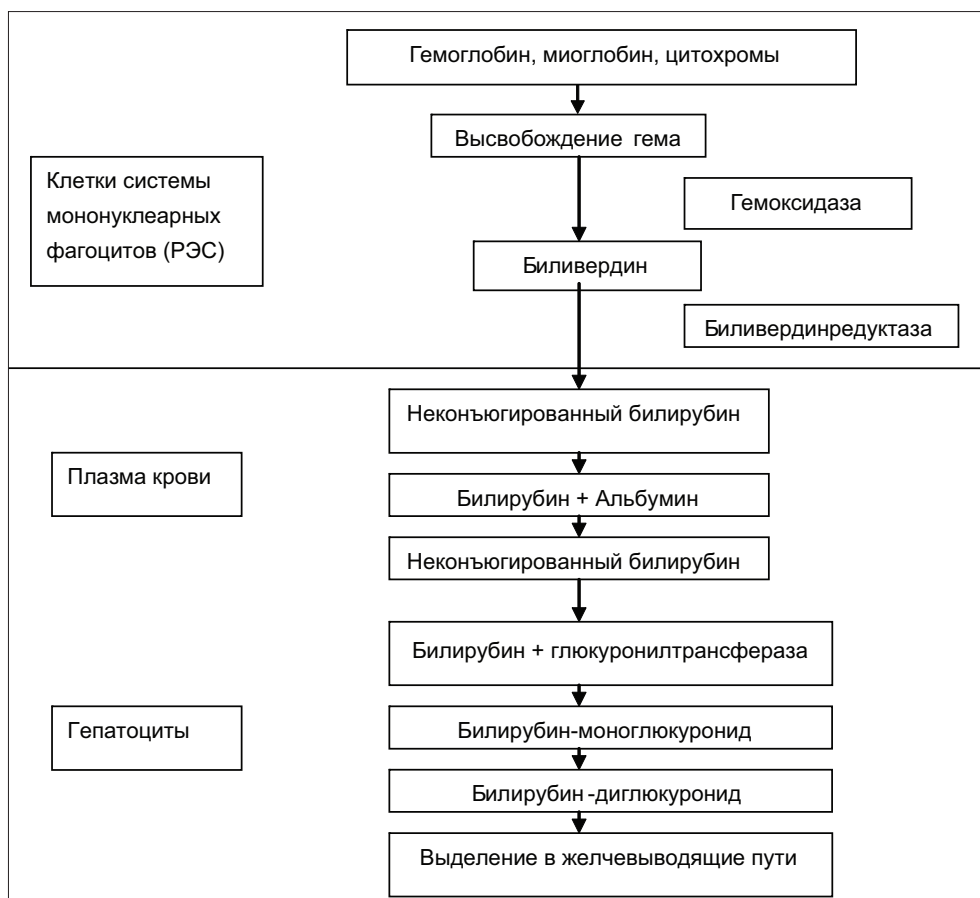 Гемоглобин, миоглобин, цитохромы
Высвобождение гема
Клетки системы
мононуклеарных
фагоцитов (РЭС)
Гемоксидаза
Биливердин
Биливердинредуктаза
Неконъюгированный билирубин
Плазма крови
Билирубин + Альбумин
Неконъюгированный билирубин
Билирубин + глюкуронилтрансфераза
Гепатоциты
Билирубин-моноглюкуронид
Билирубин-диглюкуронид
Выделение в желчевыводящие пути